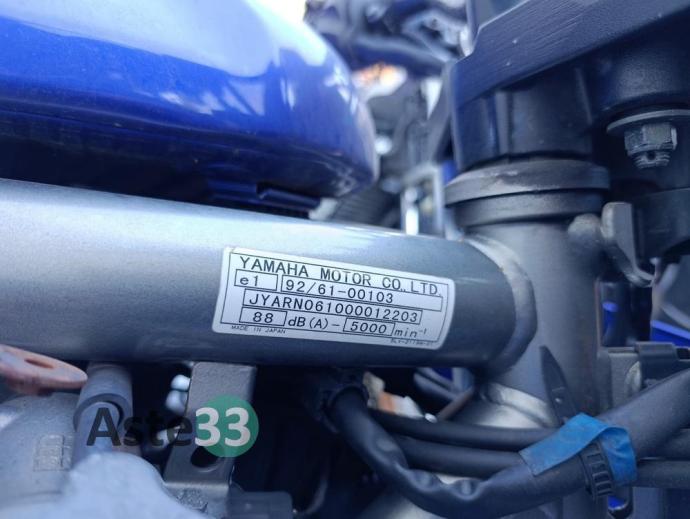 YAMAHA MOTOR CO.,LTD.
e1 92/61-00103
JYARN061000012203
88 dB(A)- 5000 min⁻¹
MADE IN JAPAN
Aste33